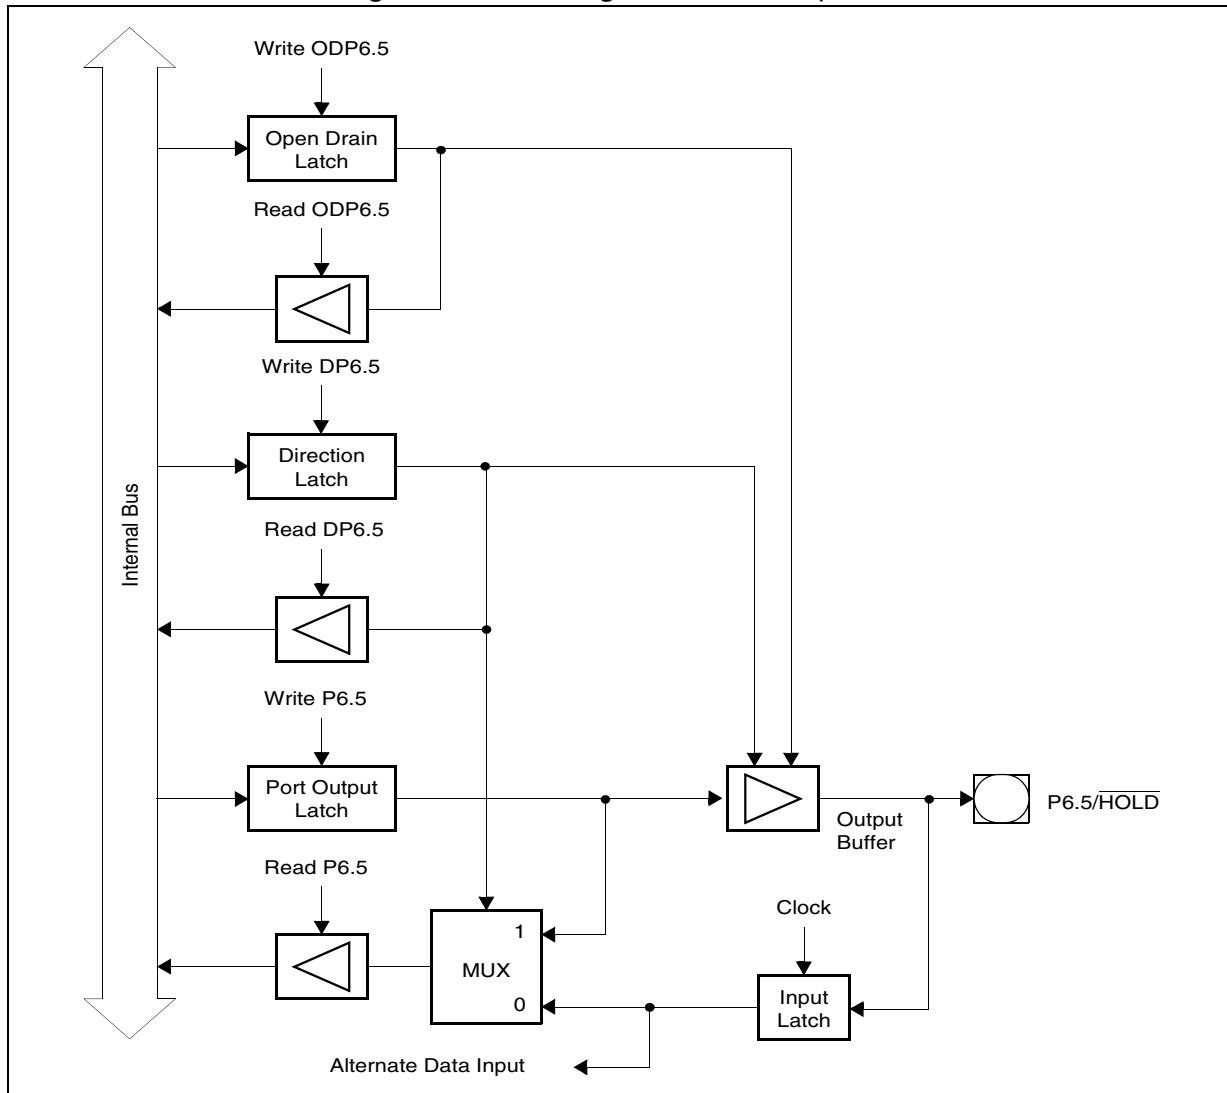 Write ODP6.5
Open Drain
Latch
Read ODP6.5
Write DP6.5
Direction
Latch
Internal Bus
Read DP6.5
Write P6.5
Port Output
Latch
P6.5/HOLD
Output
Buffer
Read P6.5
Clock
1
MUX
0
Input
Latch
Alternate Data Input